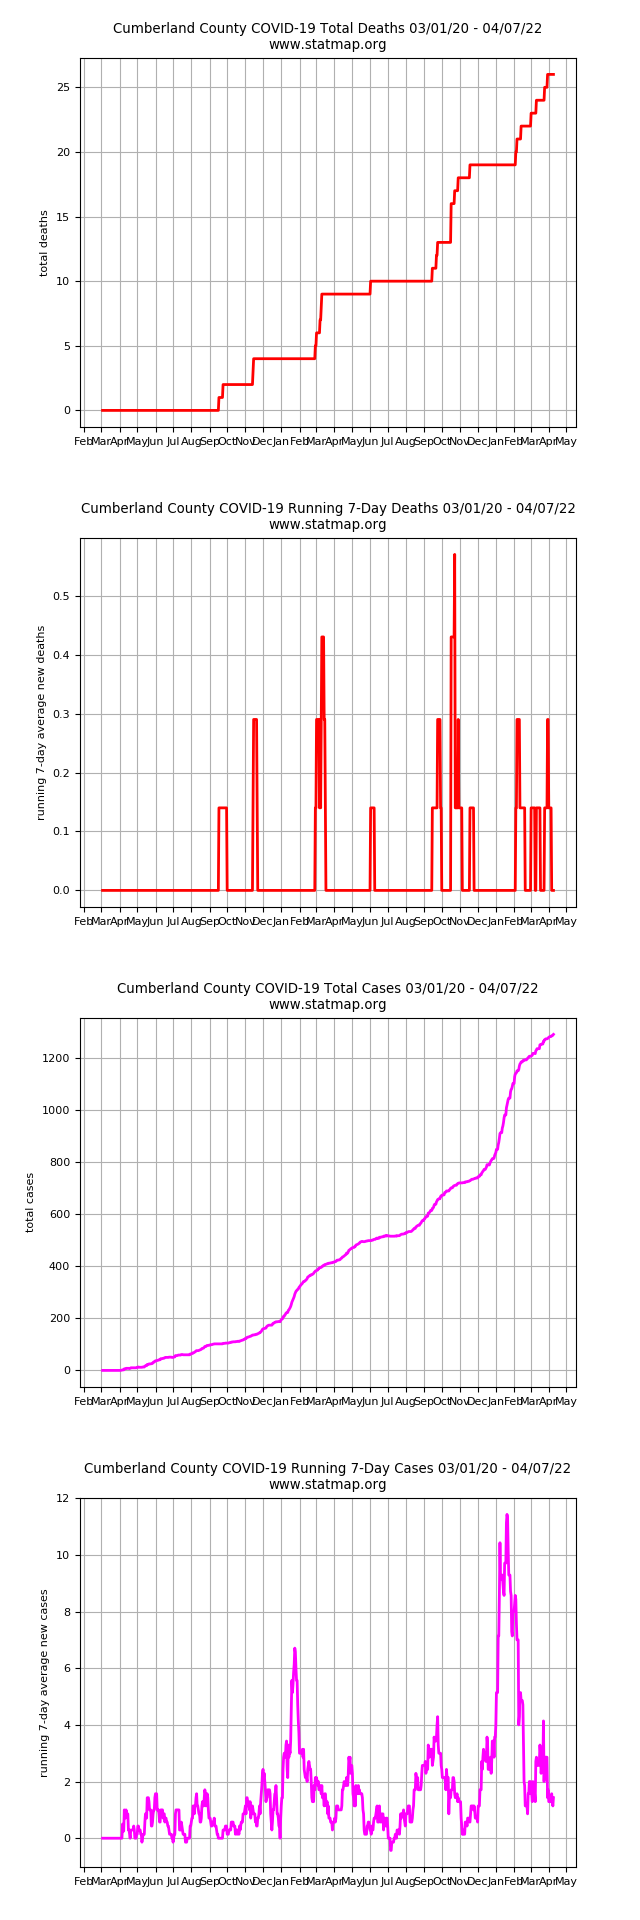 Cumberland County COVID-19 Total Deaths 03/01/20 - 04/07/22
www.statmap.org
25
20
15
10
5
0
total deaths
Feb Mar Apr May Jun Jul Aug Sep Oct Nov Dec Jan Feb Mar Apr May Jun Jul Aug Sep Oct Nov Dec Jan Feb Mar Apr May
Cumberland County COVID-19 Running 7-Day Deaths 03/01/20 - 04/07/22
www.statmap.org
0.5
0.4
0.3
0.2
0.1
0.0
running 7-day average new deaths
Feb Mar Apr May Jun Jul Aug Sep Oct Nov Dec Jan Feb Mar Apr May Jun Jul Aug Sep Oct Nov Dec Jan Feb Mar Apr May
Cumberland County COVID-19 Total Cases 03/01/20 - 04/07/22
www.statmap.org
1200
1000
800
600
400
200
0
total cases
Feb Mar Apr May Jun Jul Aug Sep Oct Nov Dec Jan Feb Mar Apr May Jun Jul Aug Sep Oct Nov Dec Jan Feb Mar Apr May
Cumberland County COVID-19 Running 7-Day Cases 03/01/20 - 04/07/22
www.statmap.org
12
10
8
6
4
2
0
running 7-day average new cases
Feb Mar Apr May Jun Jul Aug Sep Oct Nov Dec Jan Feb Mar Apr May Jun Jul Aug Sep Oct Nov Dec Jan Feb Mar Apr May